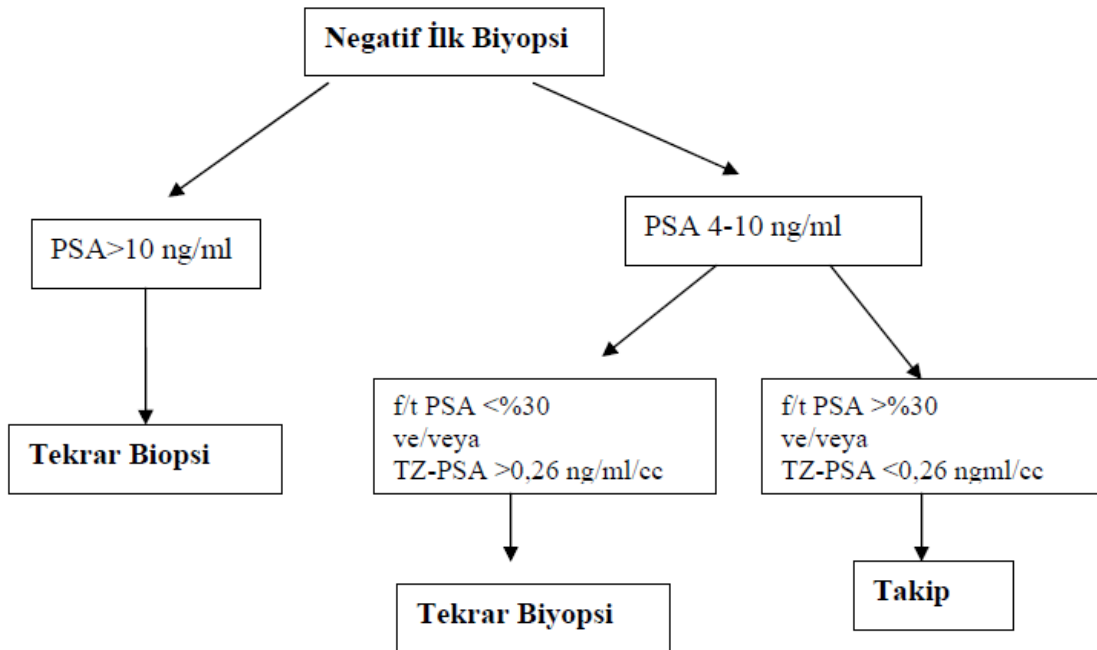 Negatif İlk Biyopsi
PSA>10 ng/ml
PSA 4-10 ng/ml
Tekrar Biopsi
f/t PSA <%30
ve/veya
TZ-PSA >0,26 ng/ml/cc
f/t PSA >%30
ve/veya
TZ-PSA <0,26 ngml/cc
Tekrar Biyopsi
Takip